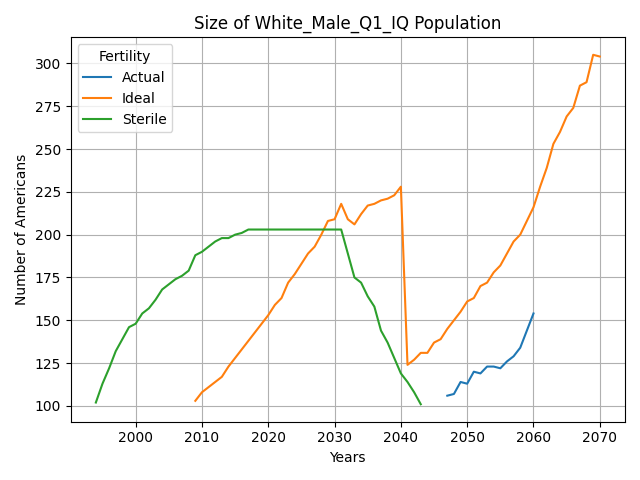 Size of White_Male_Q1_IQ Population
Fertility
Actual
Ideal
Sterile
Number of Americans
300
275
250
225
200
175
150
125
100
2000
2010
2020
2030
2040
2050
2060
2070
Years